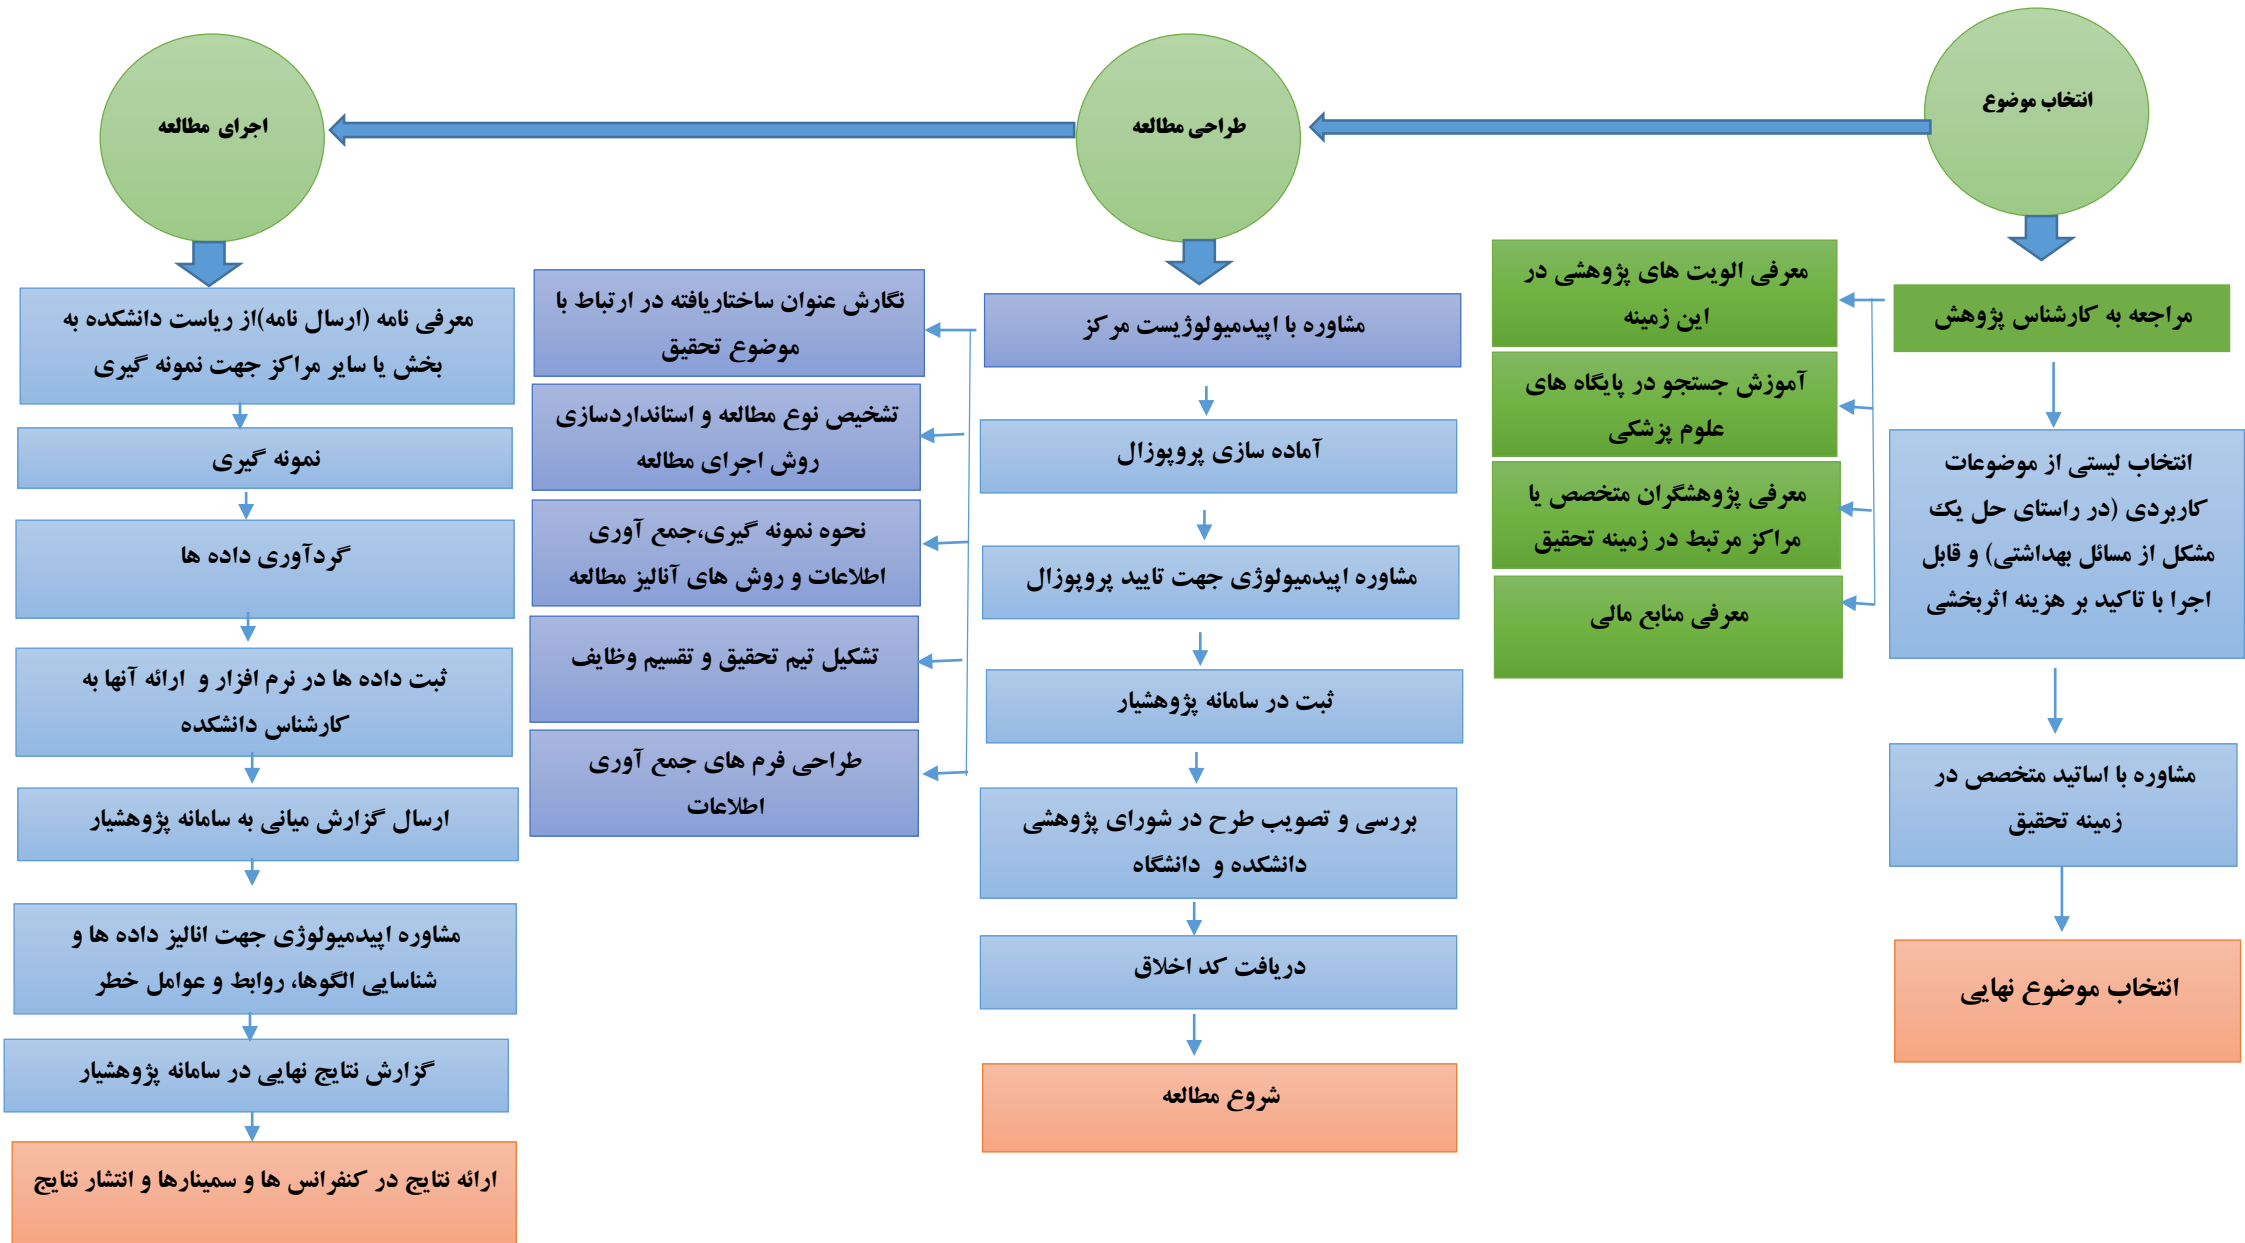 انتخاب موضوع
طراحی مطالعه
اجرای مطالعه
مراجعه به کارشناس پژوهش
انتخاب لیستی از موضوعات
کاربردی (در راستای حل یک
مشکل از مسائل بهداشتی) و قابل
اجرا با تاکید بر هزینه اثربخشی
مشاوره با اساتید متخصص در
زمینه تحقیق
انتخاب موضوع نهایی
معرفی الویت های پژوهشی در
این زمینه
آموزش جستجو در پایگاه های
علوم پزشکی
معرفی پژوهشگران متخصص یا
مراکز مرتبط در زمینه تحقیق
معرفی منابع مالی
مشاوره با اپیدمیولوژیست مرکز
آماده سازی پروپوزال
مشاوره اپیدمیولوژی جهت تایید پروپوزال
ثبت در سامانه پژوهشیار
بررسی و تصویب طرح در شورای پژوهشی
دانشکده و دانشگاه
دریافت کد اخلاق
شروع مطالعه
نگارش عنوان ساختاریافته در ارتباط با
موضوع تحقیق
تشخیص نوع مطالعه و استانداردسازی
روش اجرای مطالعه
نحوه نمونه گیری،جمع آوری
اطلاعات و روش های آنالیز مطالعه
تشکیل تیم تحقیق و تقسیم وظایف
طراحی فرم های جمع آوری
اطلاعات
معرفی نامه (ارسال نامه)از ریاست دانشکده به
بخش یا سایر مراکز جهت نمونه گیری
نمونه گیری
گردآوری داده ها
ثبت داده ها در نرم افزار و ارائه آنها به
کارشناس دانشکده
ارسال گزارش میانی به سامانه پژوهشیار
مشاوره اپیدمیولوژی جهت انالیز داده ها و
شناسایی الگوها، روابط و عوامل خطر
گزارش نتایج نهایی در سامانه پژوهشیار
ارائه نتایج در کنفرانس ها و سمینارها و انتشار نتایج